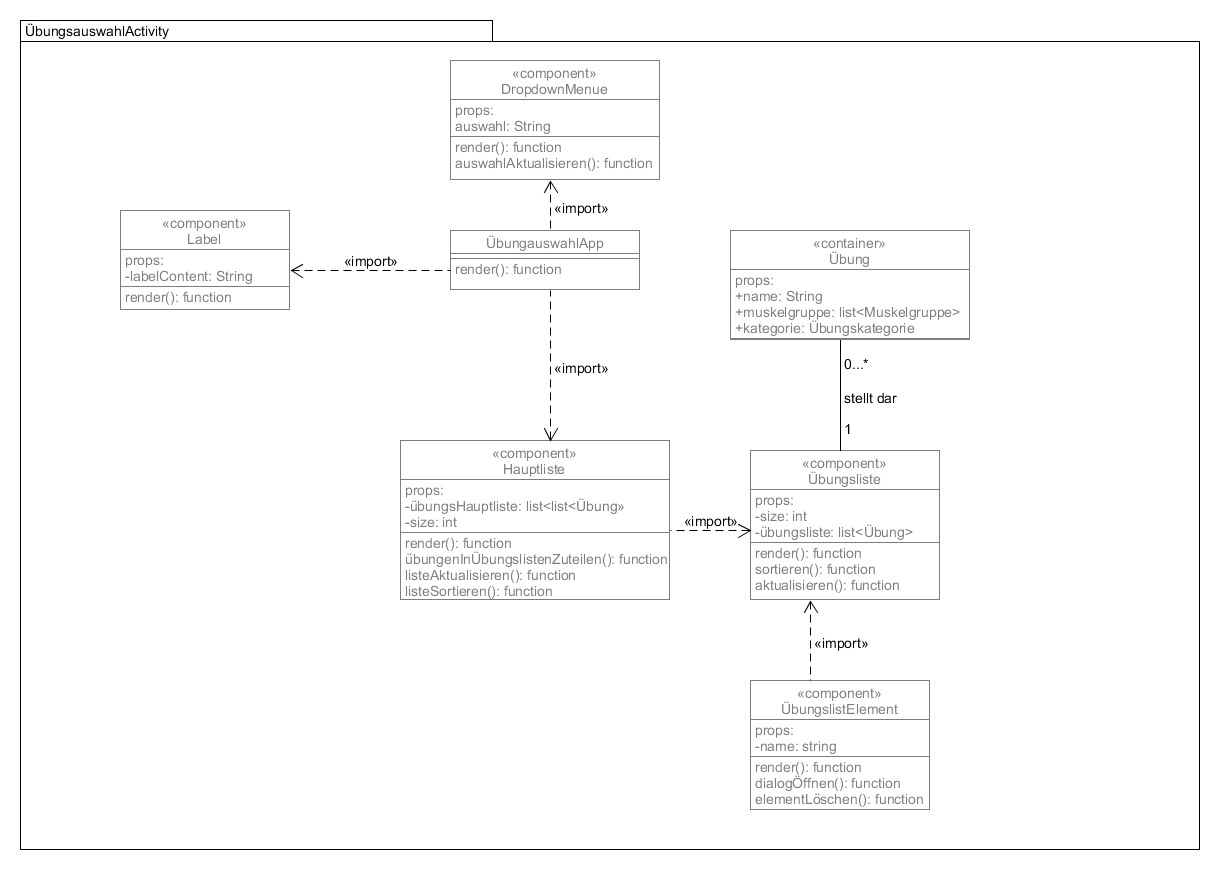 ÜbungsauswahlActivity
«component»
DropdownMenue
props:
auswahl: String
render(): function
auswahlAktualisieren(): function
«import»
«component»
Label
props:
-labelContent: String
render(): function
«import»
ÜbungauswahlApp
render(): function
«container»
Übung
props:
+name: String
+muskelgruppe: list<Muskelgruppe>
+kategorie: Übungskategorie
0...*
stellt dar
1
«import»
«component»
Hauptliste
props:
-übungsHauptliste: list<list<Übung»
-size: int
render(): function
übungenInÜbungslistenZuteilen(): function
listeAktualisieren(): function
listeSortieren(): function
«import»
«component»
Übungsliste
props:
-size: int
-übungsliste: list<Übung>
render(): function
sortieren(): function
aktualisieren(): function
«import»
«component»
ÜbungslistElement
props:
-name: string
render(): function
dialogÖffnen(): function
elementLöschen(): function